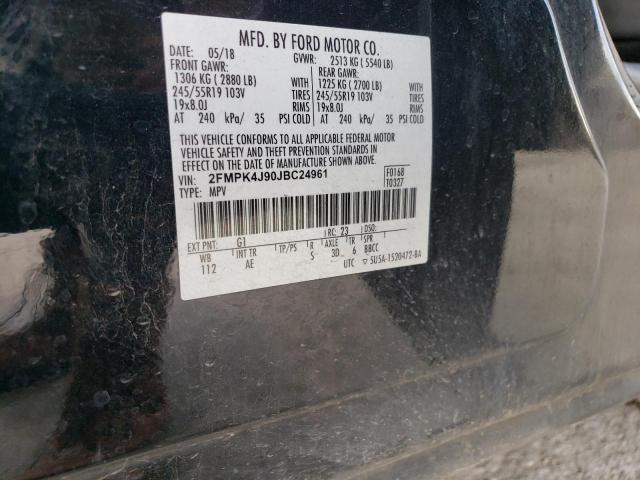 MFD. BY FORD MOTOR CO.
DATE: 05/18 GVWR: 2513 KG ( 5540 LB)
FRONT GAWR: REAR GAWR:
1306 KG ( 2880 LB) 1225 KG ( 2700 LB)
245/55R19 103V TIRES 245/55R19 103V WITH TIRES
19x8.0J RIMS 19x8.0J RIMS
AT 240 kPa/ 35 PSI COLD AT 240 kPa/ 35 PSI COLD
THIS VEHICLE CONFORMS TO ALL APPLICABLE FEDERAL MOTOR
VEHICLE SAFETY AND THEFT PREVENTION STANDARDS IN
EFFECT ON THE DATE OF MANUFACTURE SHOWN ABOVE.
VIN: 2FMPK4J90JBC24961 F0168
TYPE: MPV T0327
EXT PNT: G1 RC: 23 DSO:
WB INT TR TP/PS R AXLE TR SPR
112 AE S 3D 6 BBCC
UTC ▽ 5U5A-1520472-BA